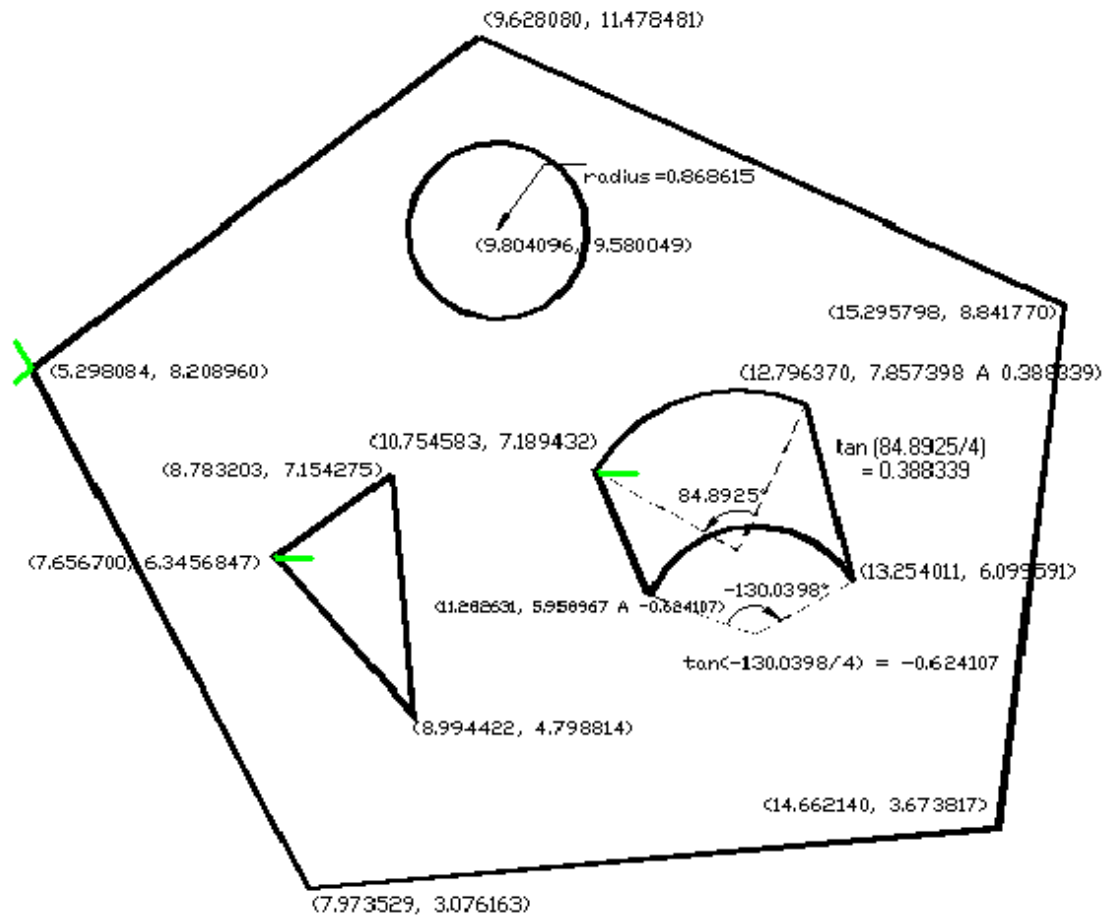 (9.628080, 11.478481)
radius=0.868615
(9.804096, 9.580049)
(15.295798, 8.841770)
(5.298084, 8.208960)
(12.796370, 7.857398 A 0.388339)
(10.754583, 7.189432)
tan (84.8925/4)
= 0.388339
(8.783203, 7.154275)
84.8925°
(7.656700, 6.3456847)
(13.254011, 6.099591)
-130.0398°
(11.282631, 5.958967 A -0.624107)
tan(-130.0398/4) = -0.624107
(8.994422, 4.798814)
(14.662140, 3.673817)
(7.973529, 3.076163)